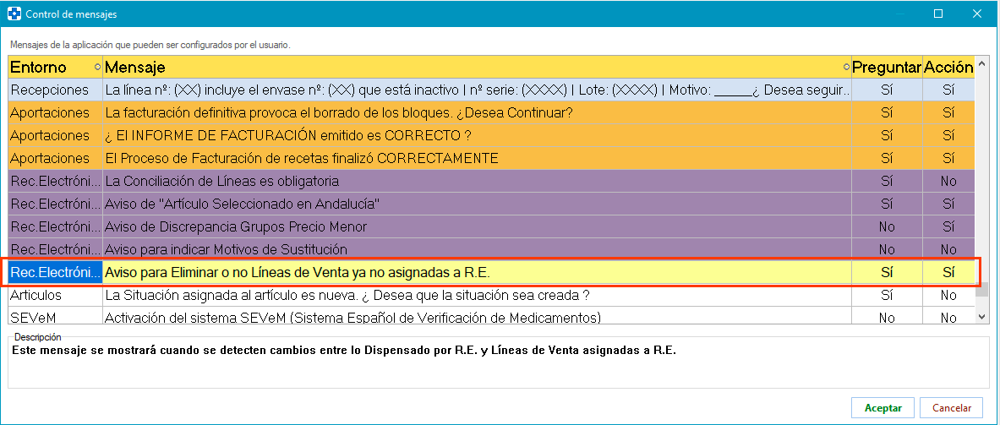 Control de mensajes
Mensajes de la aplicación que pueden ser configurados por el usuario.
Entorno Mensaje Preguntar Acción
Recepciones La línea nº: (XX) incluye el envase nº: (XX) que está inactivo | nº serie: (XXXX) | Lote: (XXXX) | Motivo: ______¿ Desea seguir.. Sí Sí
Aportaciones La facturación definitiva provoca el borrado de los bloques. ¿Desea Continuar? Sí Sí
Aportaciones ¿ El INFORME DE FACTURACIÓN emitido es CORRECTO ? Sí Sí
Aportaciones El Proceso de Facturación de recetas finalizó CORRECTAMENTE Sí Sí
Rec.Electróni... La Conciliación de Líneas es obligatoria Sí No
Rec.Electróni... Aviso de "Artículo Seleccionado en Andalucía" Sí Sí
Rec.Electróni... Aviso de Discrepancia Grupos Precio Menor No Sí
Rec.Electróni... Aviso para indicar Motivos de Sustitución No No
Rec.Electróni... Aviso para Eliminar o no Líneas de Venta ya no asignadas a R.E. Sí Sí
Articulos La Situación asignada al artículo es nueva. ¿ Desea que la situación sea creada ? Sí No
SEVeM Activación del sistema SEVeM (Sistema Español de Verificación de Medicamentos) No No
Descripción
Este mensaje se mostrará cuando se detecten cambios entre lo Dispensado por R.E. y Líneas de Venta asignadas a R.E.
Aceptar Cancelar